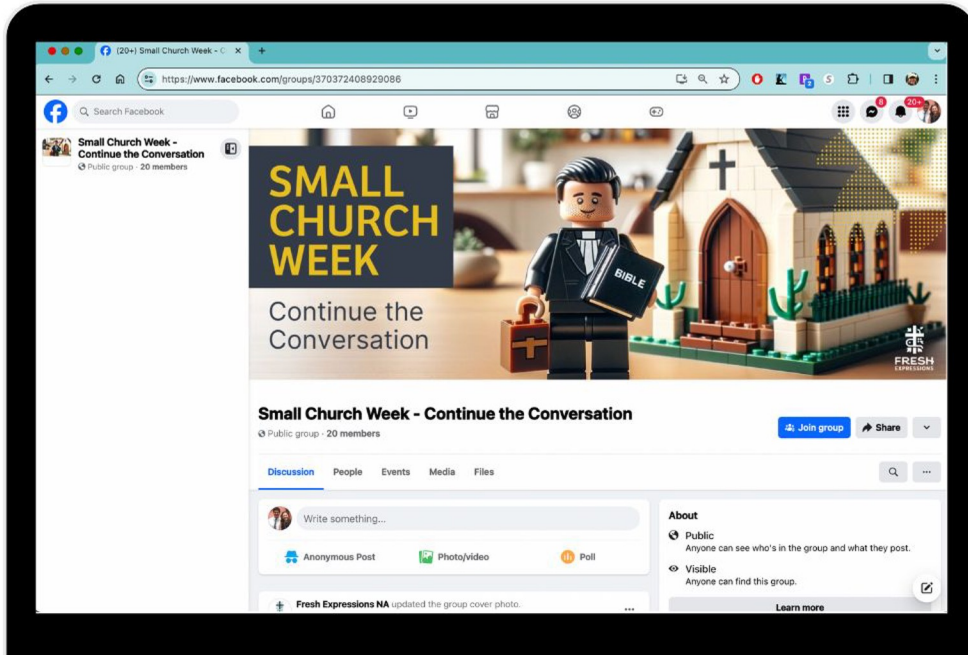 (20+) Small Church Week - C
https://www.facebook.com/groups/370372408929086
Search Facebook
8
20+
Small Church Week -
Continue the Conversation
Public group · 20 members
SMALL
CHURCH
WEEK
Continue the
Conversation
BIBLE
FRESH
EXPRESSIONS
Small Church Week - Continue the Conversation
Public group · 20 members
Join group
Share
Discussion
People
Events
Media
Files
Write something...
Anonymous Post
Photo/video
Poll
About
Public
Anyone can see who's in the group and what they post.
Visible
Anyone can find this group.
Learn more
Fresh Expressions NA updated the group cover photo.